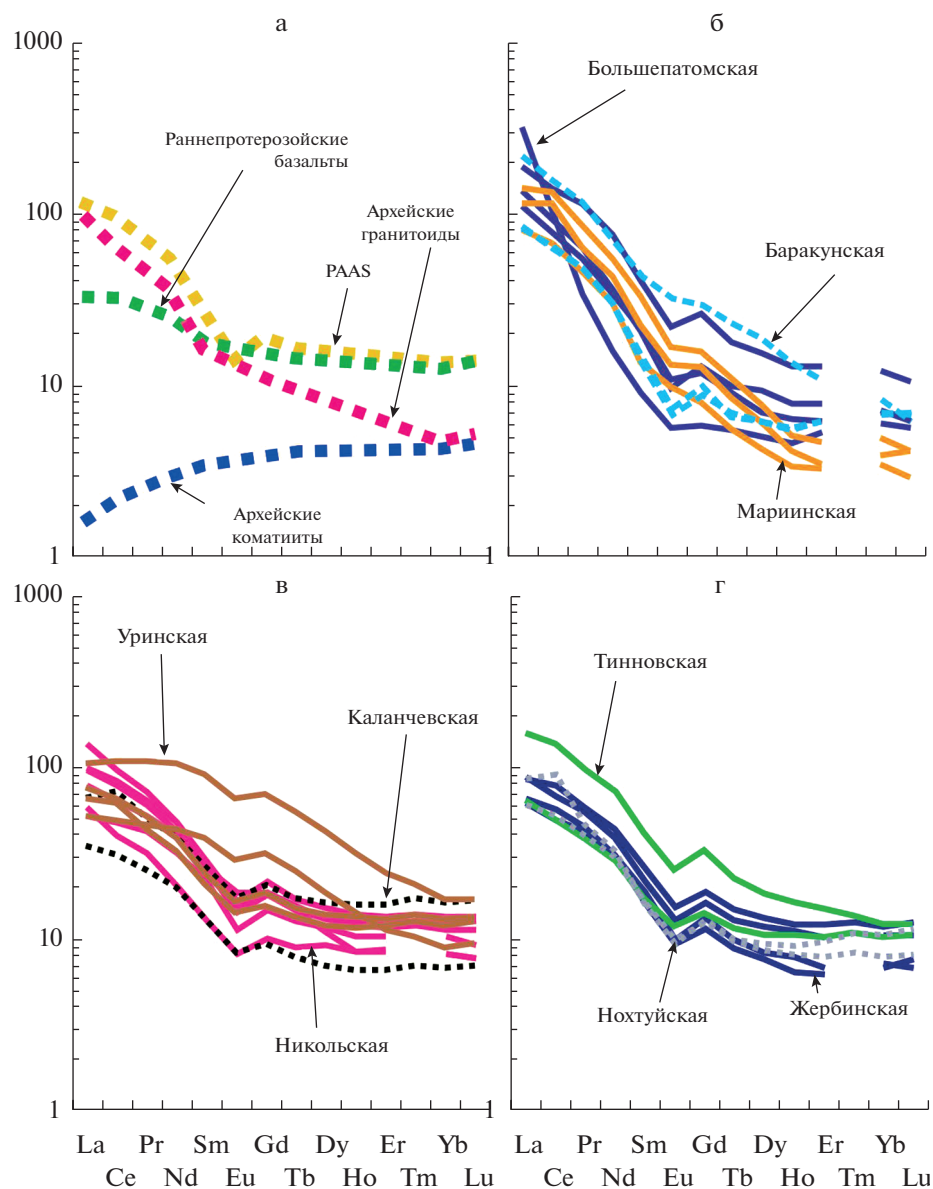 а
1000
100
10
1
1
Раннепротерозойские
базальты
Архейские
гранитоиды
PAAS
Архейские
коматииты
б
Большепатомская
Баракунская
Мариинская
в
1000
100
10
1
1
Уринская
Каланчевская
Никольская
г
Тинновская
Нохтуйская
Жербинская
La Pr Sm Gd Dy Er Yb
Ce Nd Eu Tb Ho Tm Lu
La Pr Sm Gd Dy Er Yb
Ce Nd Eu Tb Ho Tm Lu